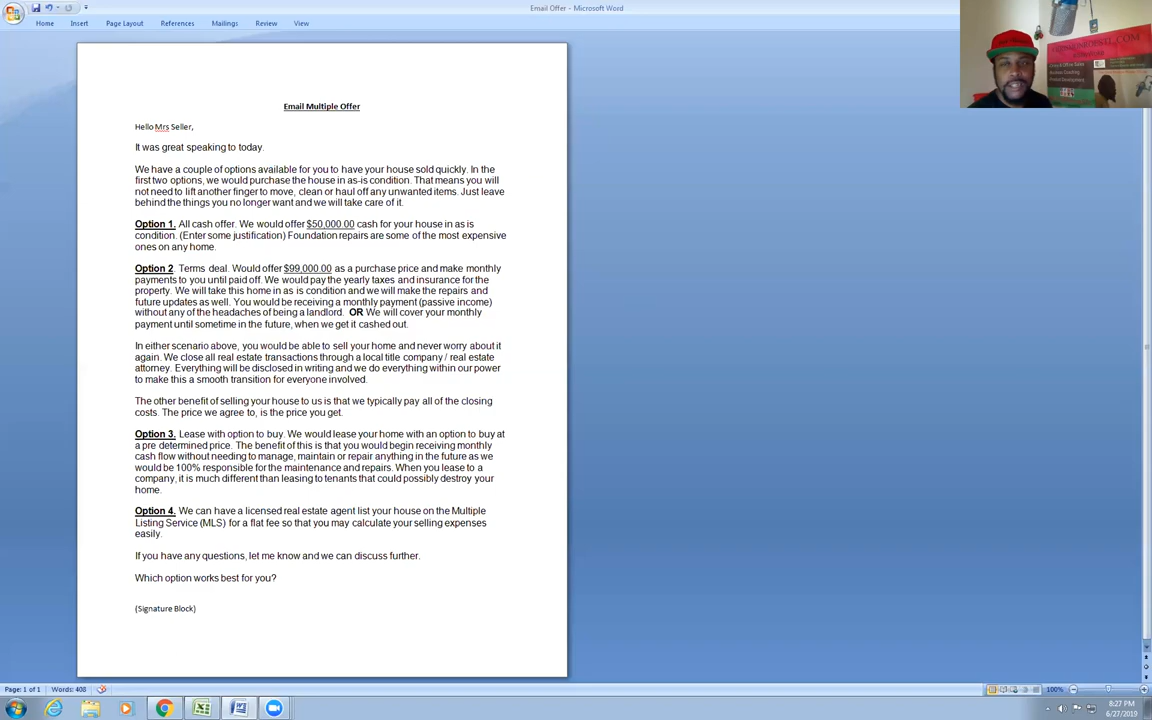 Email Offer - Microsoft Word
Home Insert Page Layout References Mailings Review View
Email Multiple Offer
Hello Mrs Seller,
It was great speaking to today.
We have a couple of options available for you to have your house sold quickly. In the
first two options, we would purchase the house in as-is condition. That means you will
not need to lift another finger to move, clean or haul off any unwanted items. Just leave
behind the things you no longer want and we will take care of it.
Option 1. All cash offer. We would offer $50,000.00 cash for your house in as is
condition. (Enter some justification) Foundation repairs are some of the most expensive
ones on any home.
Option 2. Terms deal. Would offer $99,000.00 as a purchase price and make monthly
payments to you until paid off. We would pay the yearly taxes and insurance for the
property. We will take this home in as is condition and we will make the repairs and
future updates as well. You would be receiving a monthly payment (passive income)
without any of the headaches of being a landlord. OR We will cover your monthly
payment until sometime in the future, when we get it cashed out.
In either scenario above, you would be able to sell your home and never worry about it
again. We close all real estate transactions through a local title company / real estate
attorney. Everything will be disclosed in writing and we do everything within our power
to make this a smooth transition for everyone involved.
The other benefit of selling your house to us is that we typically pay all of the closing
costs. The price we agree to, is the price you get.
Option 3. Lease with option to buy. We would lease your home with an option to buy at
a pre determined price. The benefit of this is that you would begin receiving monthly
cash flow without needing to manage, maintain or repair anything in the future as we
would be 100% responsible for the maintenance and repairs. When you lease to a
company, it is much different than leasing to tenants that could possibly destroy your
home.
Option 4. We can have a licensed real estate agent list your house on the Multiple
Listing Service (MLS) for a flat fee so that you may calculate your selling expenses
easily.
If you have any questions, let me know and we can discuss further.
Which option works best for you?
(Signature Block)
Page: 1 of 1 Words: 408
100%
8:27 PM
6/27/2019